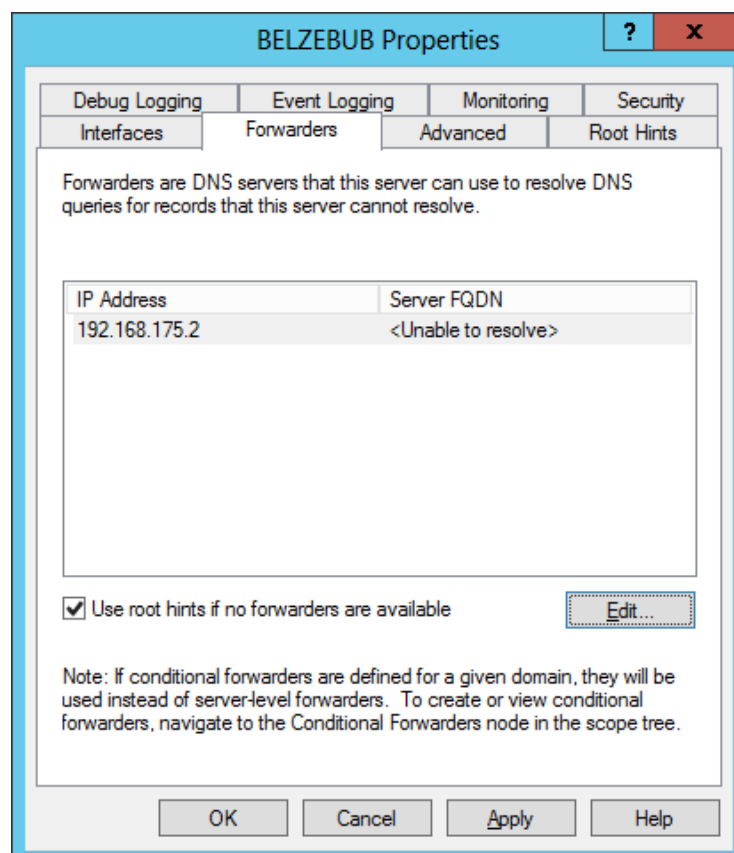 BELZEBUB Properties
?
x
Debug Logging
Event Logging
Monitoring
Security
Interfaces
Forwarders
Advanced
Root Hints
Forwarders are DNS servers that this server can use to resolve DNS
queries for records that this server cannot resolve.
IP Address
Server FQDN
192.168.175.2
<Unable to resolve>
Use root hints if no forwarders are available
Edit...
Note: If conditional forwarders are defined for a given domain, they will be
used instead of server-level forwarders. To create or view conditional
forwarders, navigate to the Conditional Forwarders node in the scope tree.
OK
Cancel
Apply
Help